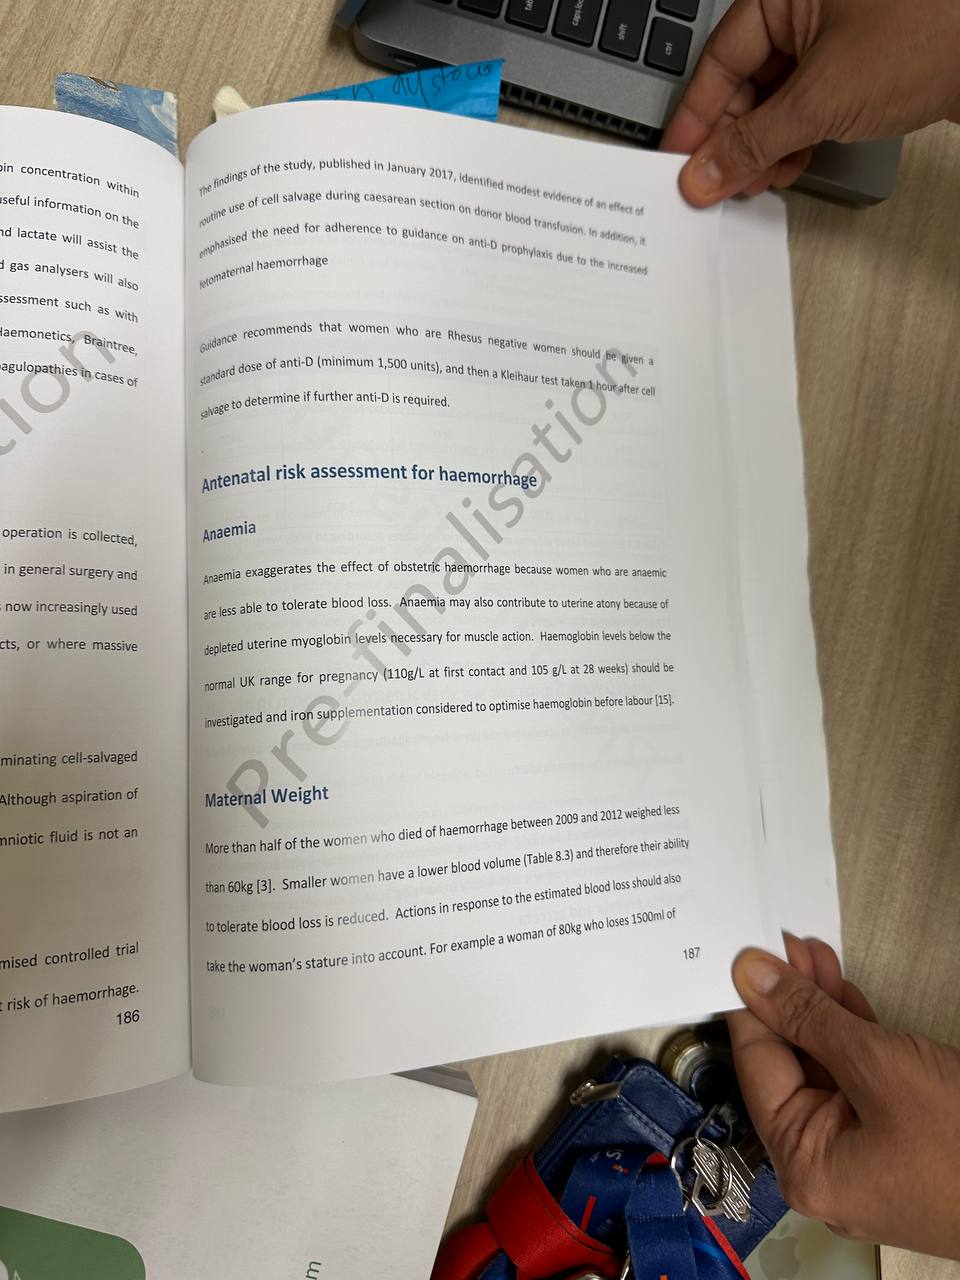 tab
caps loc
shift
ctrl
dystocia
oin concentration within
useful information on the
nd lactate will assist the
d gas analysers will also
ssessment such as with
Haemonetics, Braintree,
agulopathies in cases of
operation is collected,
in general surgery and
s now increasingly used
cts, or where massive
minating cell-salvaged
Although aspiration of
mniotic fluid is not an
mised controlled trial
t risk of haemorrhage.
186
The findings of the study, published in January 2017, identified modest evidence of an effect of
routine use of cell salvage during caesarean section on donor blood transfusion. In addition, it
emphasised the need for adherence to guidance on anti-D prophylaxis due to the increased
fetomaternal haemorrhage
Guidance recommends that women who are Rhesus negative women should be given a
standard dose of anti-D (minimum 1,500 units), and then a Kleihaur test taken 1 hour after cell
salvage to determine if further anti-D is required.
Antenatal risk assessment for haemorrhage
Anaemia
Anaemia exaggerates the effect of obstetric haemorrhage because women who are anaemic
are less able to tolerate blood loss. Anaemia may also contribute to uterine atony because of
depleted uterine myoglobin levels necessary for muscle action. Haemoglobin levels below the
normal UK range for pregnancy (110g/L at first contact and 105 g/L at 28 weeks) should be
investigated and iron supplementation considered to optimise haemoglobin before labour [15].
Maternal Weight
More than half of the women who died of haemorrhage between 2009 and 2012 weighed less
than 60kg [3]. Smaller women have a lower blood volume (Table 8.3) and therefore their ability
to tolerate blood loss is reduced. Actions in response to the estimated blood loss should also
take the woman's stature into account. For example a woman of 80kg who loses 1500ml of
187
Pre-finalisation
tion
m